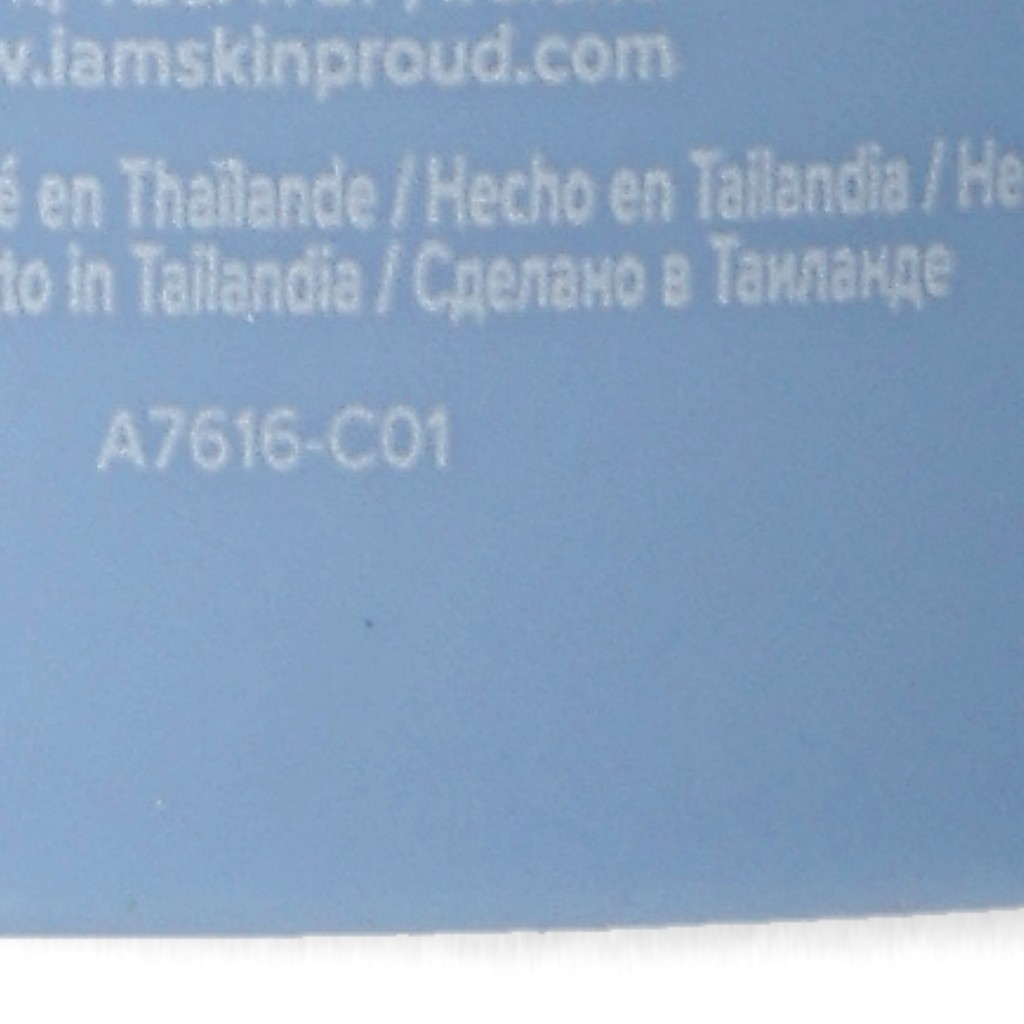 .iamskinproud.com
é en Thaïlande / Hecho en Tailandia / He
to in Tailandia / Сделано в Таиланде
A7616-C01